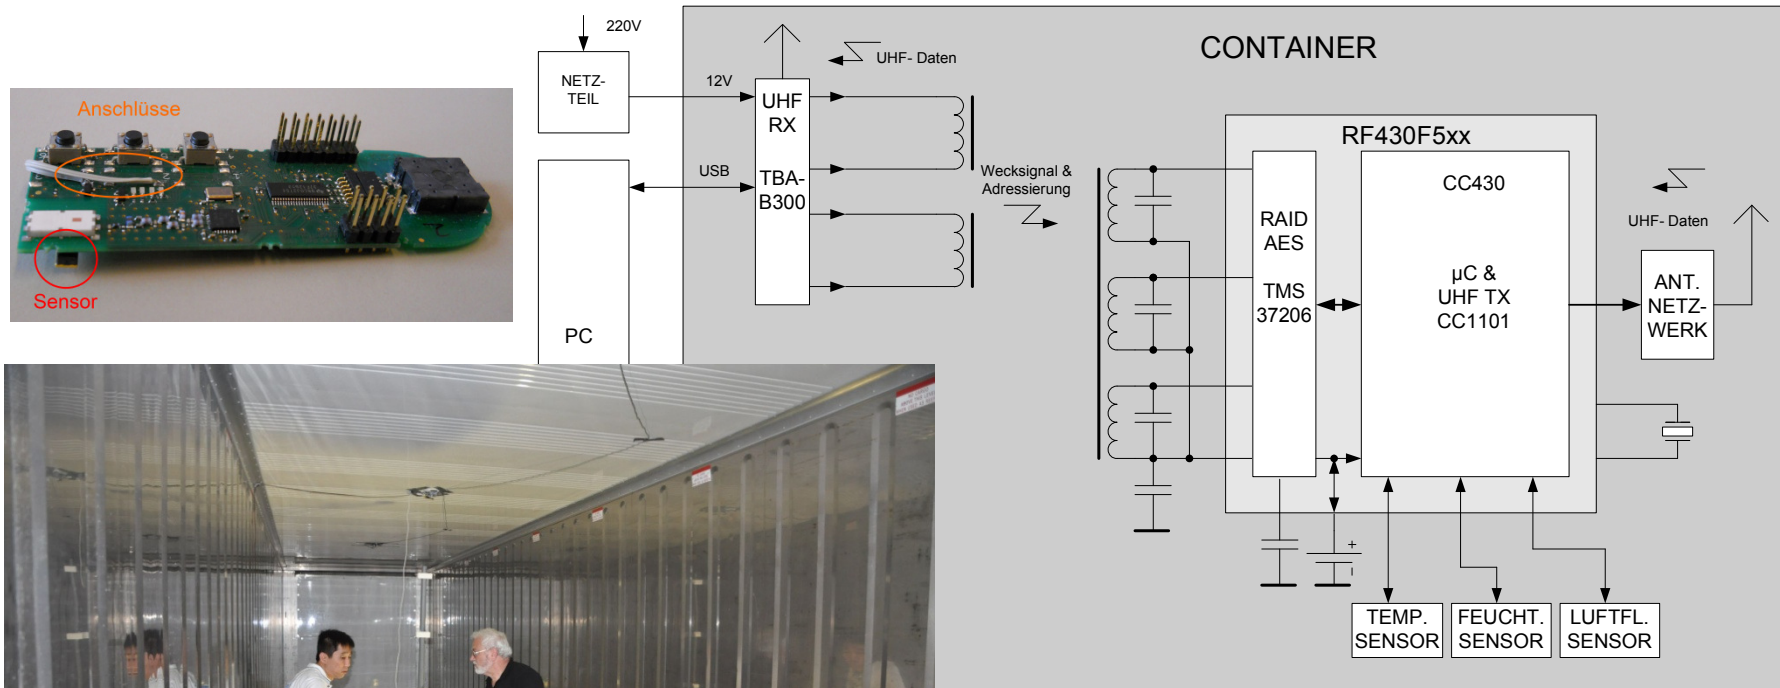 220V
CONTAINER
UHF- Daten
NETZ-
TEIL
12V
Anschlüsse
UHF
RX
RF430F5xx
Wecksignal &
Adressierung
USB
TBA-
B300
CC430
RAID
AES
UHF- Daten
µC &
UHF TX
CC1101
TMS
37206
ANT.
NETZ-
WERK
Sensor
PC
+
–
TEMP.
SENSOR
FEUCHT.
SENSOR
LUFTFL.
SENSOR